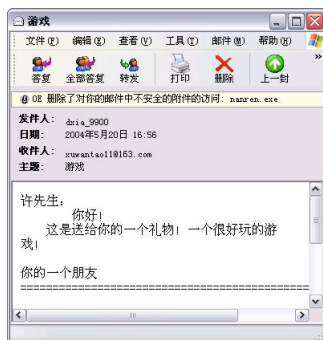 游戏
文件(F) 编辑(E) 查看(V) 工具(T) 邮件(M) 帮助(H)
答复 全部答复 转发 打印 删除 上一封 »
OE 删除了对你的邮件中不安全的附件的访问: nanren.exe
发件人: dxia_9900
日期: 2004年5月20日 16:56
收件人: xuwantao11@163.com
主题: 游戏
许先生:
你好!
这是送给你的一个礼物! 一个很好玩的游
戏!
你的一个朋友
==================================